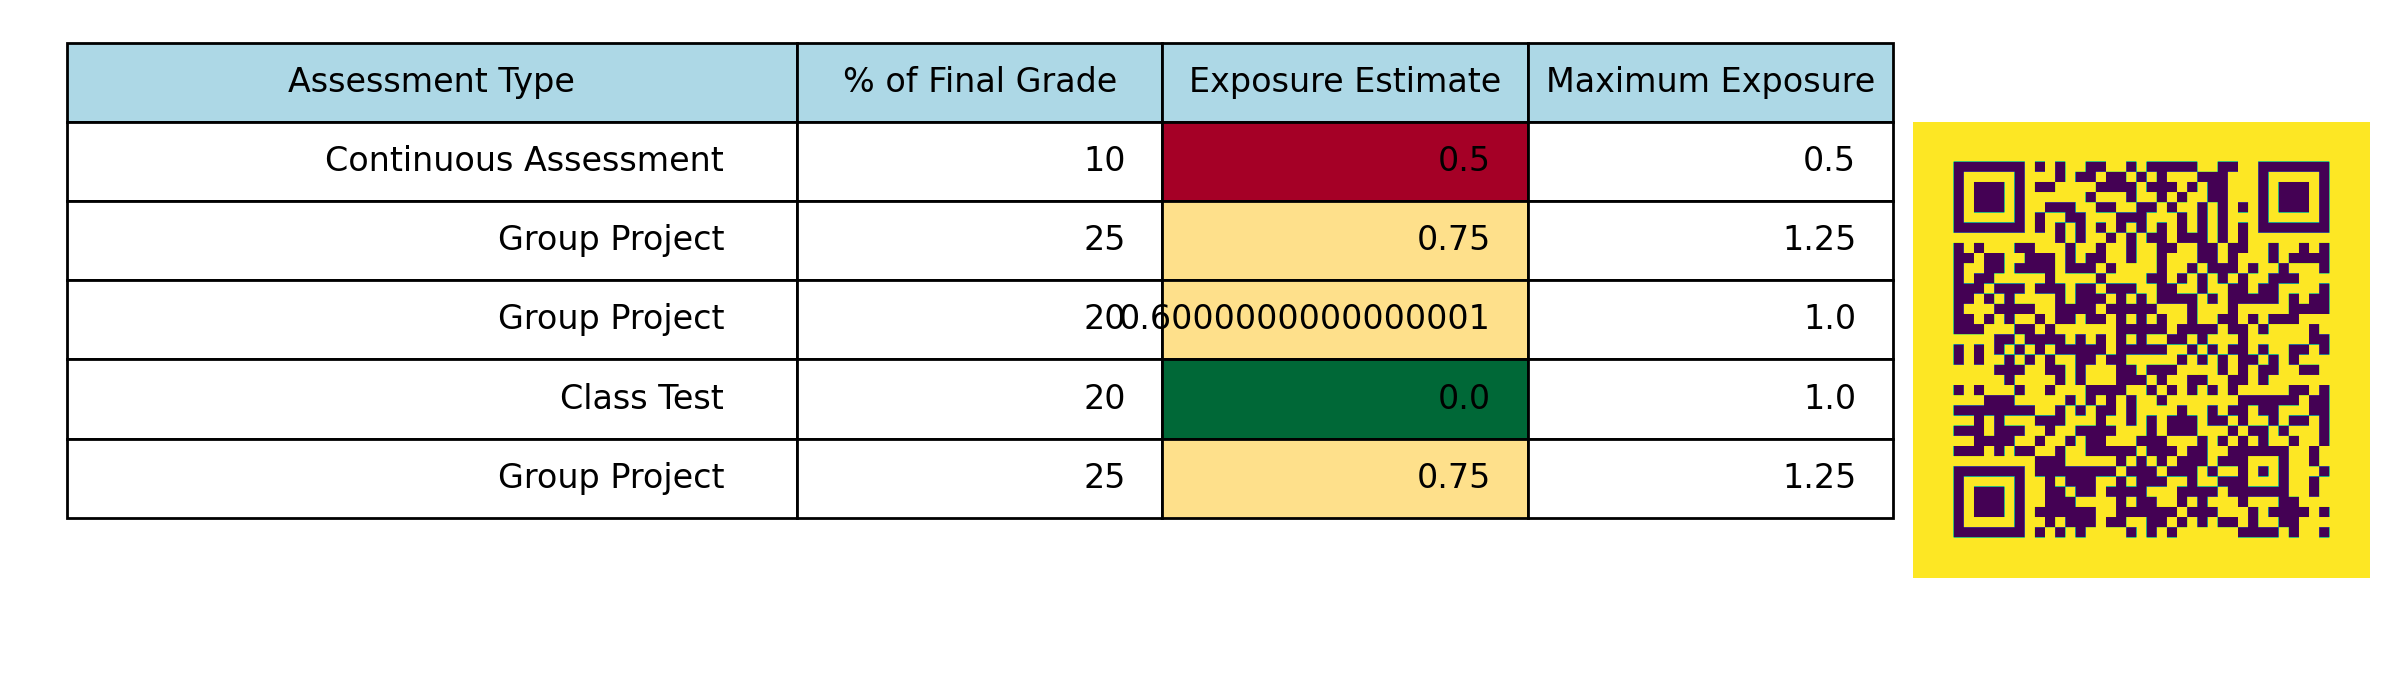 Assessment Type % of Final Grade Exposure Estimate Maximum Exposure
Continuous Assessment 10 0.5 0.5
Group Project 25 0.75 1.25
Group Project 20 0.6000000000000001 1.0
Class Test 20 0.0 1.0
Group Project 25 0.75 1.25